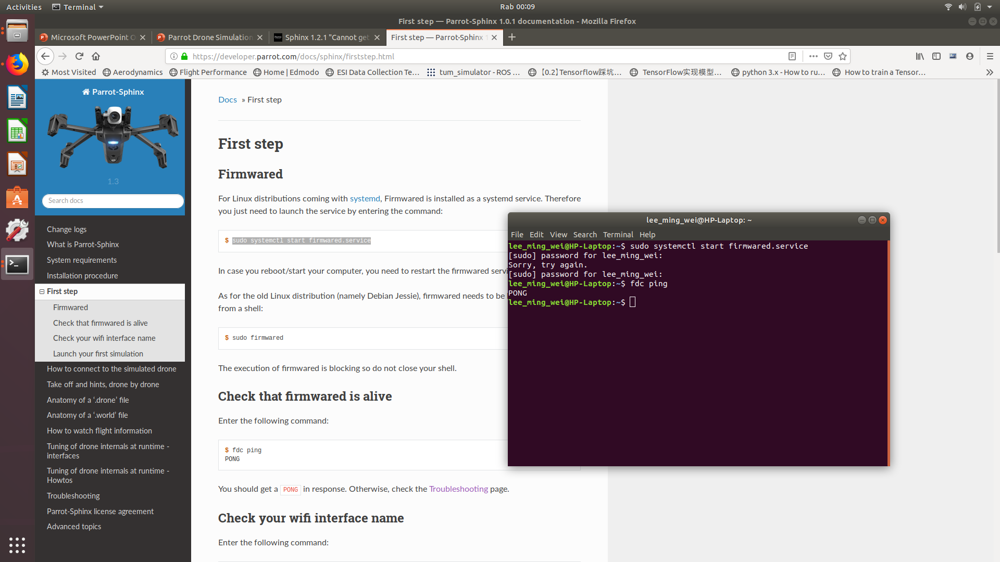 Activities
Terminal
Rab 00:09
First step — Parrot-Sphinx 1.0.1 documentation - Mozilla Firefox
Microsoft PowerPoint O
Parrot Drone Simulation
Sphinx 1.2.1 "Cannot get
First step — Parrot-Sphinx 1
https://developer.parrot.com/docs/sphinx/firststep.html
Most Visited
Aerodynamics
Flight Performance
Home | Edmodo
ESI Data Collection Te…
tum_simulator - ROS …
【0.2】Tensorflow踩坑…
TensorFlow实现模型…
python 3.x - How to ru…
How to train a Tensor…
Parrot-Sphinx
1.3
Search docs
Change logs
What is Parrot-Sphinx
System requirements
Installation procedure
First step
Firmwared
Check that firmwared is alive
Check your wifi interface name
Launch your first simulation
How to connect to the simulated drone
Take off and hints, drone by drone
Anatomy of a ‘.drone’ file
Anatomy of a ‘.world’ file
How to watch flight information
Tuning of drone internals at runtime -
interfaces
Tuning of drone internals at runtime -
Howtos
Troubleshooting
Parrot-Sphinx license agreement
Advanced topics
Docs » First step
First step
Firmwared
For Linux distributions coming with systemd, Firmwared is installed as a systemd service. Therefore
you just need to launch the service by entering the command:
$ sudo systemctl start firmwared.service
In case you reboot/start your computer, you need to restart the firmwared servi
As for the old Linux distribution (namely Debian Jessie), firmwared needs to be
from a shell:
$ sudo firmwared
The execution of firmwared is blocking so do not close your shell.
Check that firmwared is alive
Enter the following command:
$ fdc ping
PONG
You should get a PONG in response. Otherwise, check the Troubleshooting page.
Check your wifi interface name
Enter the following command:
lee_ming_wei@HP-Laptop: ~
File Edit View Search Terminal Help
lee_ming_wei@HP-Laptop:~$ sudo systemctl start firmwared.service
[sudo] password for lee_ming_wei:
Sorry, try again.
[sudo] password for lee_ming_wei:
lee_ming_wei@HP-Laptop:~$ fdc ping
PONG
lee_ming_wei@HP-Laptop:~$